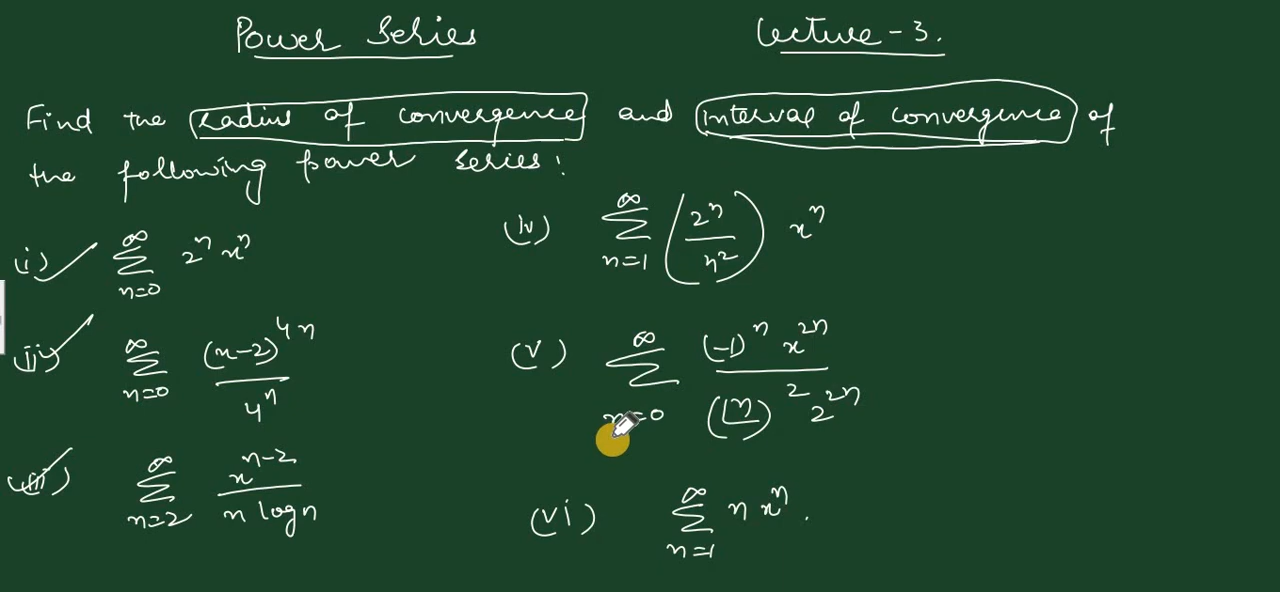 Power Series
Lecture - 3.
Find the radius of convergence and interval of convergence of
the following power series:
(i) ∞ Σ n=0 2^n x^n
(ii) ∞ Σ n=0 (x-2)^4n / 4^n
(iii) ∞ Σ n=2 x^n-2 / n log n
(iv) ∞ Σ n=1 (2^n / n^2) x^n
(v) ∞ Σ n=0 (-1)^n x^2n / (|n)^2 2^2n
(vi) ∞ Σ n=1 n x^n.